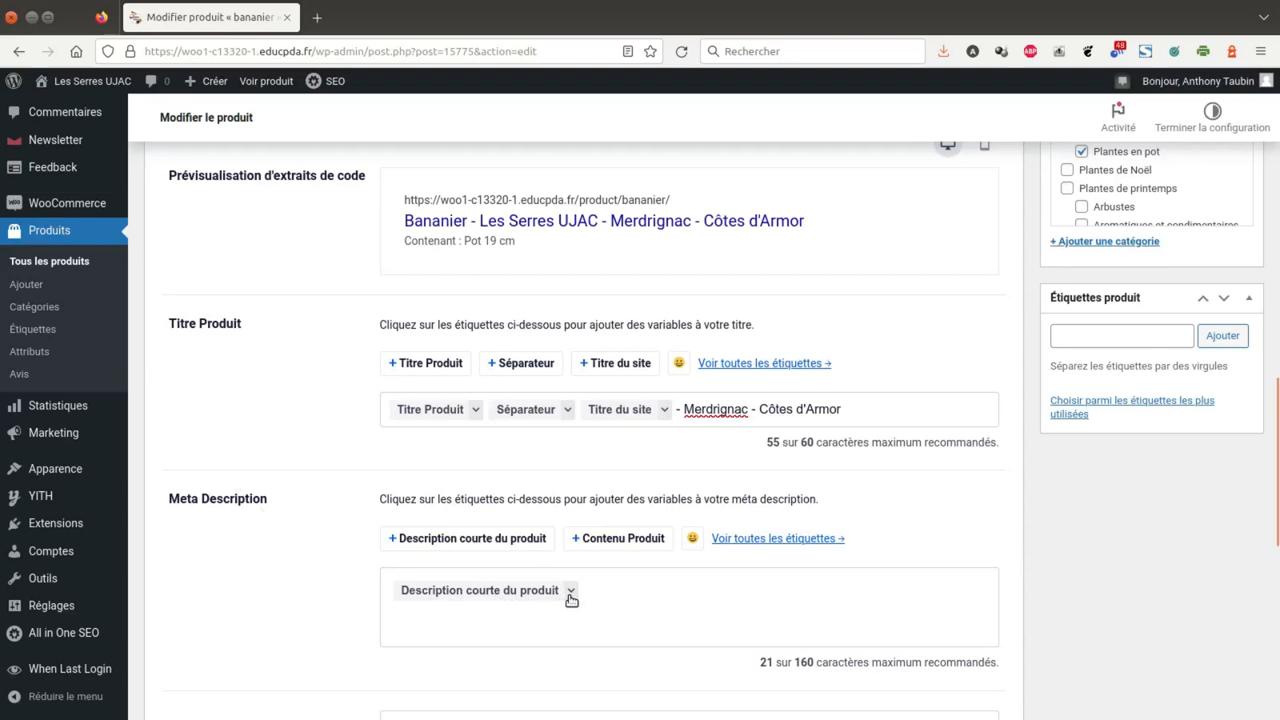 Modifier produit « bananier
https://woo1-c13320-1.educpda.fr/wp-admin/post.php?post=15775&action=edit
Rechercher
ABP
48
Les Serres UJAC
0
Créer
Voir produit
SEO
Bonjour, Anthony Taubin
Commentaires
Newsletter
Feedback
WooCommerce
Produits
Tous les produits
Ajouter
Catégories
Étiquettes
Attributs
Avis
Statistiques
Marketing
Apparence
YITH
Extensions
Comptes
Outils
Réglages
All in One SEO
When Last Login
Réduire le menu
Modifier le produit
Activité
Terminer la configuration
Prévisualisation d'extraits de code
https://woo1-c13320-1.educpda.fr/product/bananier/
Bananier - Les Serres UJAC - Merdrignac - Côtes d'Armor
Contenant : Pot 19 cm
Titre Produit
Cliquez sur les étiquettes ci-dessous pour ajouter des variables à votre titre.
+ Titre Produit
+ Séparateur
+ Titre du site
Voir toutes les étiquettes →
Titre Produit Séparateur Titre du site - Merdrignac - Côtes d'Armor
55 sur 60 caractères maximum recommandés.
Meta Description
Cliquez sur les étiquettes ci-dessous pour ajouter des variables à votre méta description.
+ Description courte du produit
+ Contenu Produit
Voir toutes les étiquettes →
Description courte du produit
21 sur 160 caractères maximum recommandés.
Plantes en pot
Plantes de Noël
Plantes de printemps
Arbustes
Aromatiques et condimentaires
+ Ajouter une catégorie
Étiquettes produit
Ajouter
Séparez les étiquettes par des virgules
Choisir parmi les étiquettes les plus
utilisées